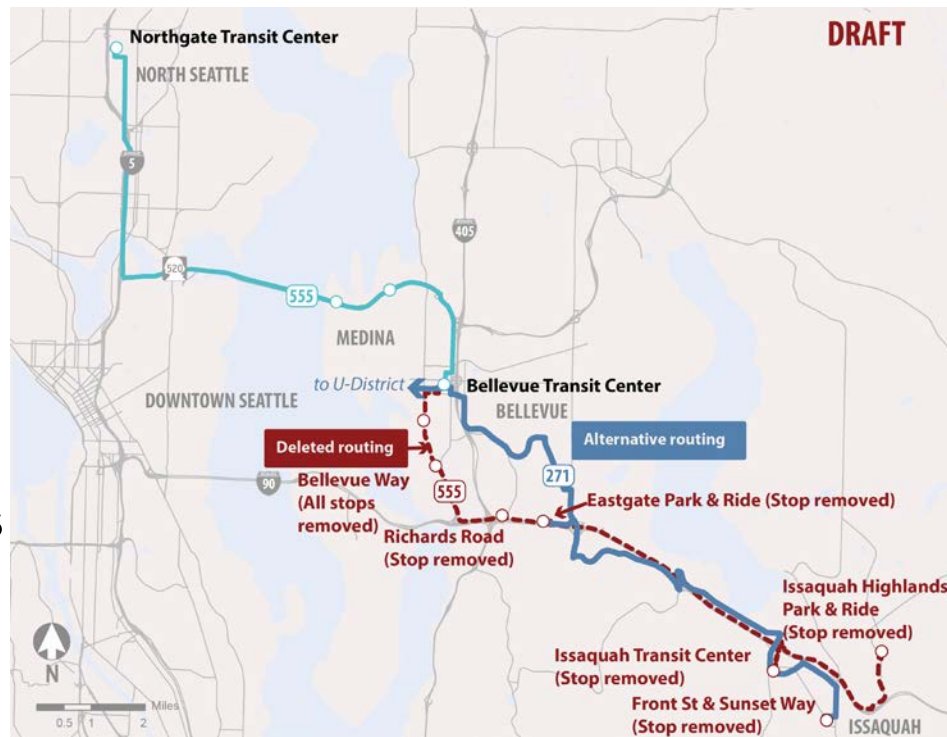 DRAFT
Northgate Transit Center
NORTH SEATTLE
5
405
520
555
MEDINA
to U-District
Bellevue Transit Center
DOWNTOWN SEATTLE
BELLEVUE
Deleted routing
Alternative routing
90
Bellevue Way
(All stops
removed)
555
271
Eastgate Park & Ride (Stop removed)
Richards Road
(Stop removed)
Issaquah Highlands
Park & Ride
(Stop removed)
Issaquah Transit Center
(Stop removed)
Front St & Sunset Way
(Stop removed)
ISSAQUAH
N
Miles
0.5 1 2